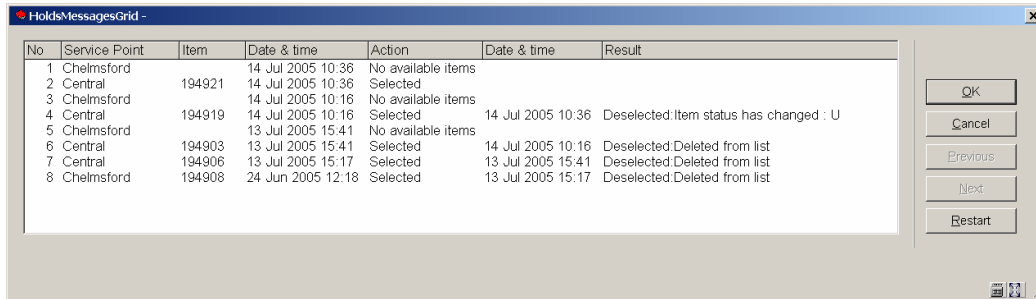 HoldsMessagesGrid -
No Service Point Item Date & time Action Date & time Result
1 Chelmsford 14 Jul 2005 10:36 No available items
2 Central 194921 14 Jul 2005 10:36 Selected
3 Chelmsford 14 Jul 2005 10:16 No available items
4 Central 194919 14 Jul 2005 10:16 Selected 14 Jul 2005 10:36 Deselected:Item status has changed : U
5 Chelmsford 13 Jul 2005 15:41 No available items
6 Central 194903 13 Jul 2005 15:41 Selected 14 Jul 2005 10:16 Deselected:Deleted from list
7 Central 194906 13 Jul 2005 15:17 Selected 13 Jul 2005 15:41 Deselected:Deleted from list
8 Chelmsford 194908 24 Jun 2005 12:18 Selected 13 Jul 2005 15:17 Deselected:Deleted from list
OK
Cancel
Previous
Next
Restart